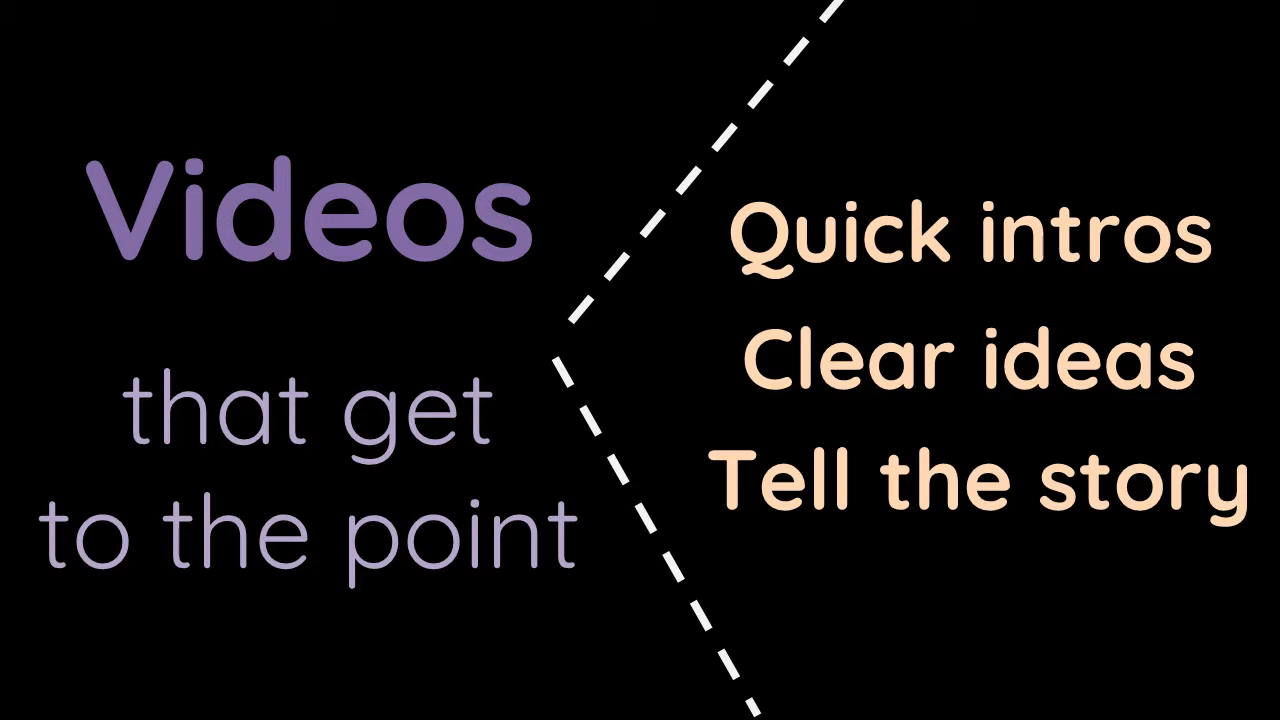 Videos
that get
to the point
Quick intros
Clear ideas
Tell the story